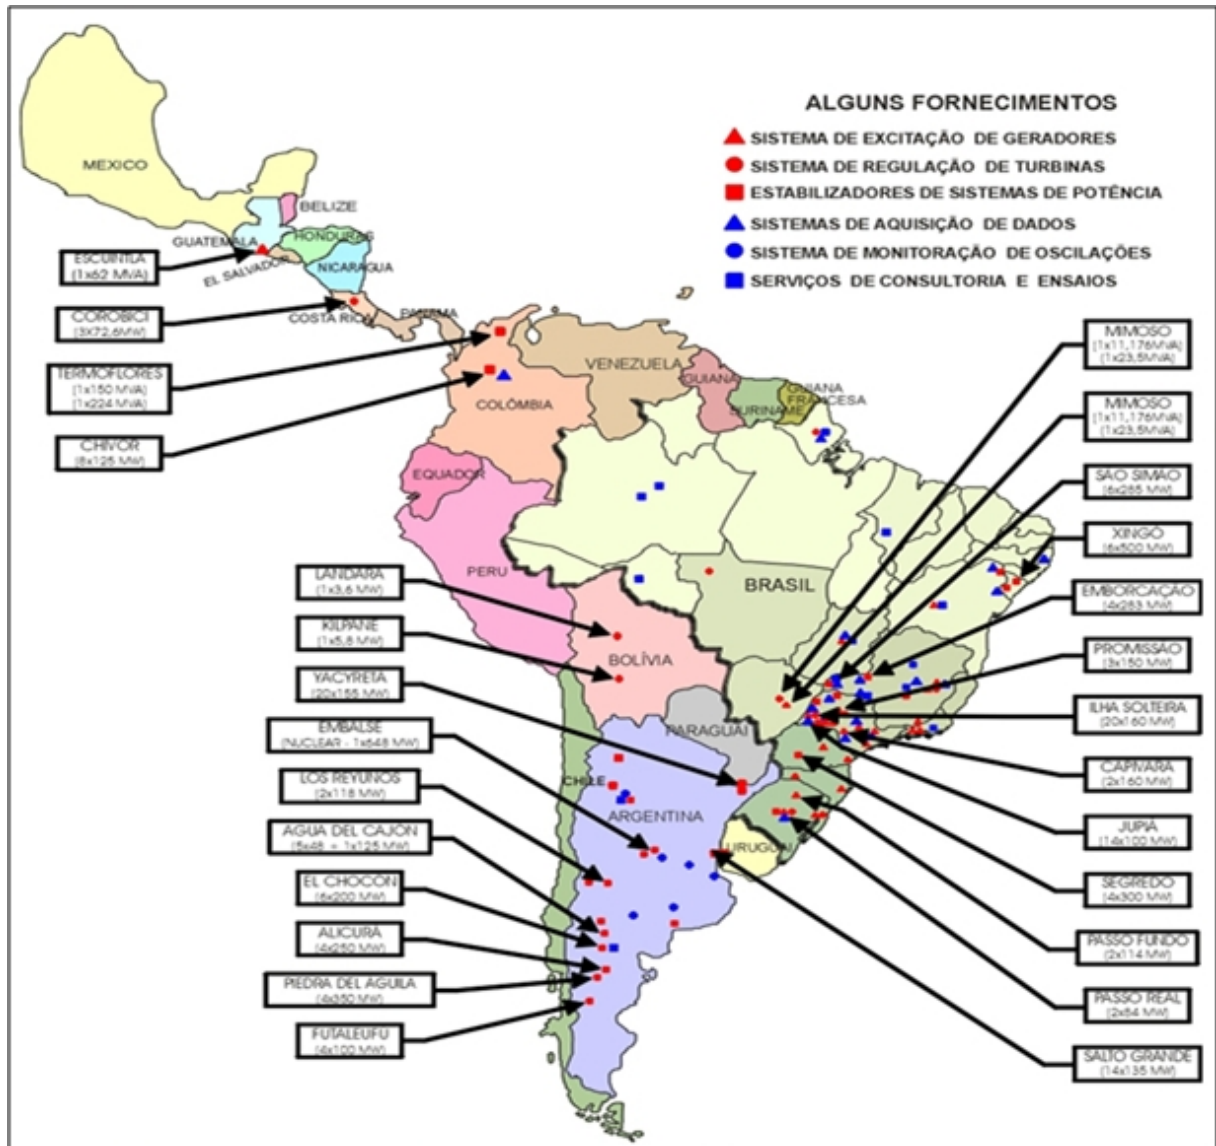 ALGUNS FORNECIMENTOS
SISTEMA DE EXCITAÇÃO DE GERADORES
SISTEMA DE REGULAÇÃO DE TURBINAS
ESTABILIZADORES DE SISTEMAS DE POTÊNCIA
SISTEMAS DE AQUISIÇÃO DE DADOS
SISTEMA DE MONITORAÇÃO DE OSCILAÇÕES
SERVIÇOS DE CONSULTORIA E ENSAIOS
MEXICO
BELIZE
GUATEMALA
HONDURAS
EL SALVADOR
NICARAGUA
COSTA RICA
PANAMA
VENEZUELA
GUIANA
SURINAME
GUIANA
FRANCESA
COLÔMBIA
EQUADOR
PERU
BRASIL
BOLÍVIA
PARAGUAI
CHILE
ARGENTINA
URUGUAI
ESCUINTLA
(1x62 MVA)
COROBICI
(3X72,6MW)
TERMOFLORES
(1x150 MVA)
(1x224 MVA)
CHIVOR
(8x125 MW)
LANDARA
(1x3,6 MW)
KILPANE
(1x5,8 MW)
YACYRETA
(20x155 MW)
EMBALSE
(NUCLEAR - 1x648 MW)
LOS REYUNOS
(2x118 MW)
AGUA DEL CAJON
(5x48 + 1x125 MW)
EL CHOCON
(6x200 MW)
ALICURA
(4x250 MW)
PIEDRA DEL AGUILA
(4x350 MW)
FUTALEUFU
(4x100 MW)
MIMOSO
(1x11,176MVA)
(1x23,5MVA)
MIMOSO
(1x11,176MVA)
(1x23,5MVA)
SAO SIMÃO
(6x285 MW)
XINGÓ
(6x500 MW)
EMBORCAÇÃO
(4x283 MW)
PROMISSÃO
(3x150 MW)
ILHA SOLTEIRA
(20x160 MW)
CAPIVARA
(2x160 MW)
JUPIÁ
(14x100 MW)
SEGREDO
(4x300 MW)
PASSO FUNDO
(2x114 MW)
PASSO REAL
SALTO GRANDE
(14x135 MW)